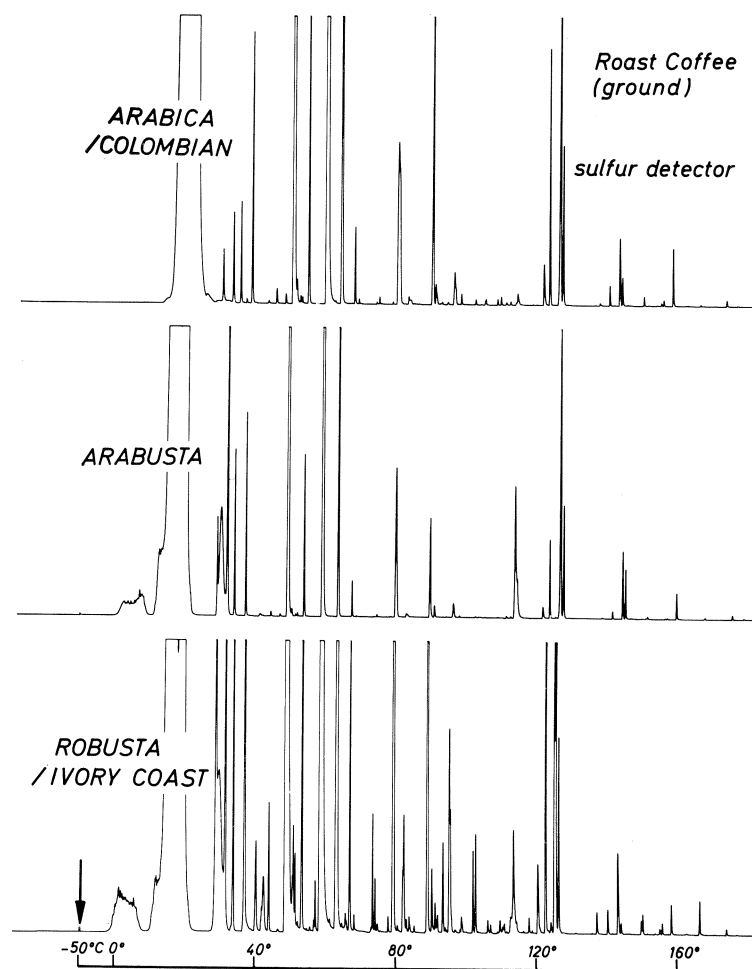 ARABICA
/COLOMBIAN
Roast Coffee
(ground)
sulfur detector
ARABUSTA
ROBUSTA
/IVORY COAST
-50°C 0° 40° 80° 120° 160°